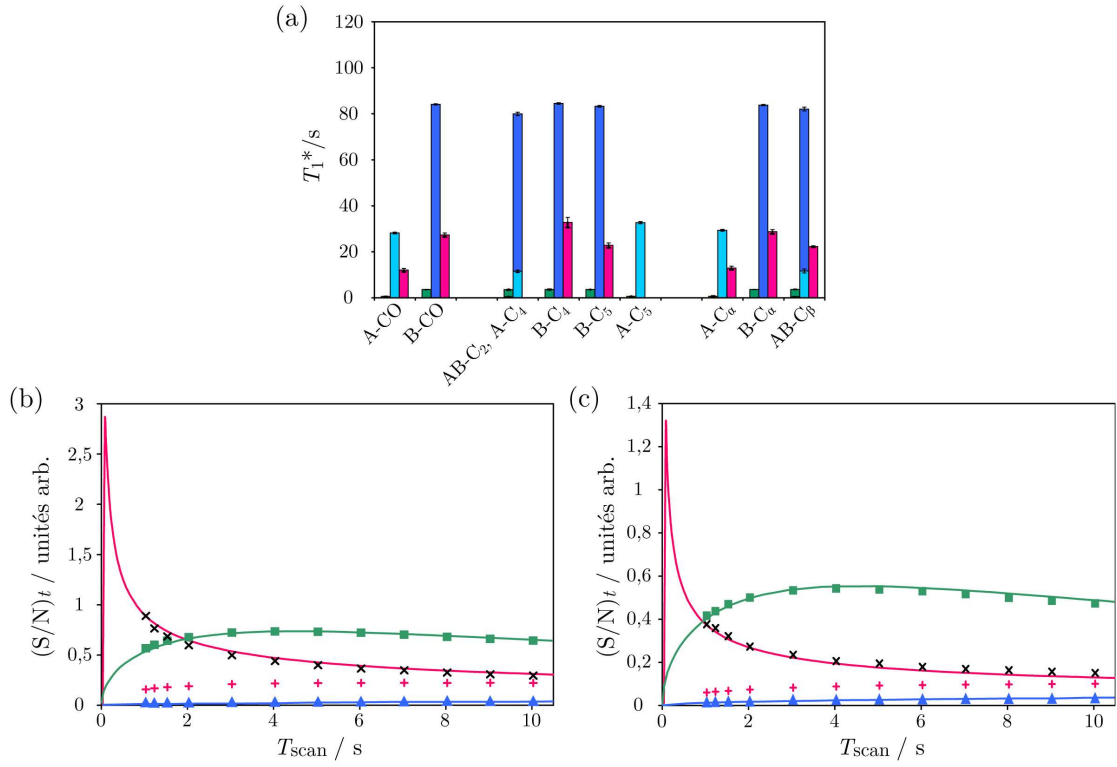 (a)
120
100
80
60
40
20
0
T₁*/s
A-CO
B-CO
AB-C₂, A-C₄
B-C₄
B-C₅
A-C₅
A-Cα
B-Cα
AB-Cβ
(b)
3
2,5
2
1,5
1
0,5
0
(S/N)t / unités arb.
0 2 4 6 8 10
Tscan / s
(c)
1,4
1,2
1
0,8
0,6
0,4
0,2
0
(S/N)t / unités arb.
0 2 4 6 8 10
Tscan / s